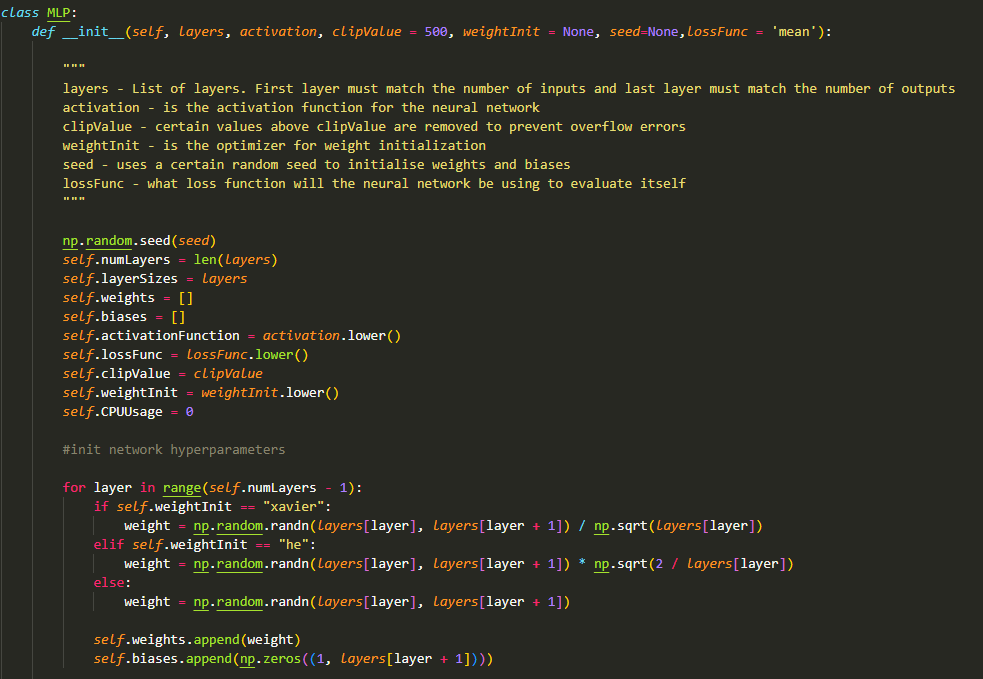 class MLP:
    def __init__(self, layers, activation, clipValue = 500, weightInit = None, seed=None,lossFunc = 'mean'):
        """
        layers - List of layers. First layer must match the number of inputs and last layer must match the number of outputs
        activation - is the activation function for the neural network
        clipValue - certain values above clipValue are removed to prevent overflow errors
        weightInit - is the optimizer for weight initialization
        seed - uses a certain random seed to initialise weights and biases
        lossFunc - what loss function will the neural network be using to evaluate itself
        """
        np.random.seed(seed)
        self.numLayers = len(layers)
        self.layerSizes = layers
        self.weights = []
        self.biases = []
        self.activationFunction = activation.lower()
        self.lossFunc = lossFunc.lower()
        self.clipValue = clipValue
        self.weightInit = weightInit.lower()
        self.CPUUsage = 0
        #init network hyperparameters
        for layer in range(self.numLayers - 1):
            if self.weightInit == "xavier":
                weight = np.random.randn(layers[layer], layers[layer + 1]) / np.sqrt(layers[layer])
            elif self.weightInit == "he":
                weight = np.random.randn(layers[layer], layers[layer + 1]) * np.sqrt(2 / layers[layer])
            else:
                weight = np.random.randn(layers[layer], layers[layer + 1])
            self.weights.append(weight)
            self.biases.append(np.zeros((1, layers[layer + 1])))